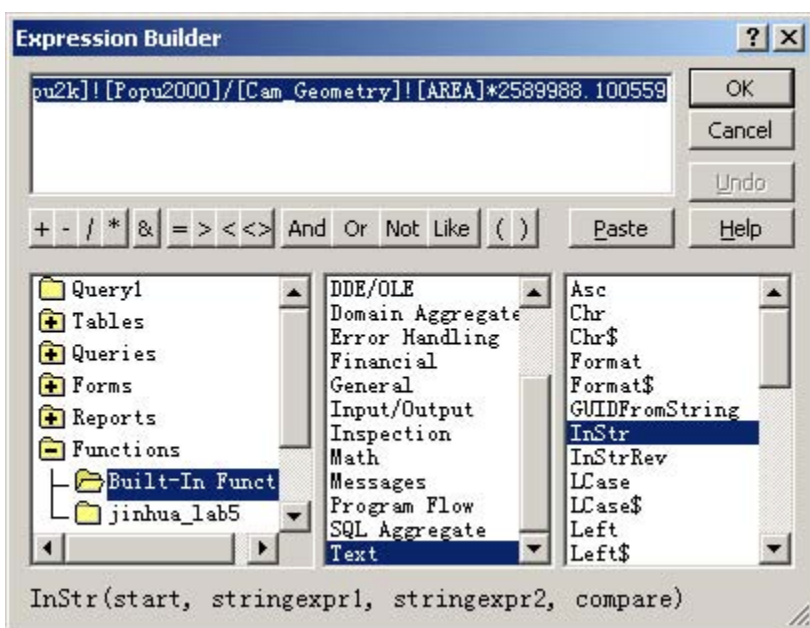 Expression Builder
? ×
pu2k]![Popu2000]/[Cam_Geometry]![AREA]*2589988.100559
OK
Cancel
Undo
+ - / * & = > < <> And Or Not Like ( ) Paste Help
Query1
Tables
Queries
Forms
Reports
Functions
Built-In Funct
jinhua_lab5
DDE/OLE
Domain Aggregate
Error Handling
Financial
General
Input/Output
Inspection
Math
Messages
Program Flow
SQL Aggregate
Text
Asc
Chr
Chr$
Format
Format$
GUIDFromString
InStr
InStrRev
LCase
LCase$
Left
Left$
InStr(start, stringexpr1, stringexpr2, compare)